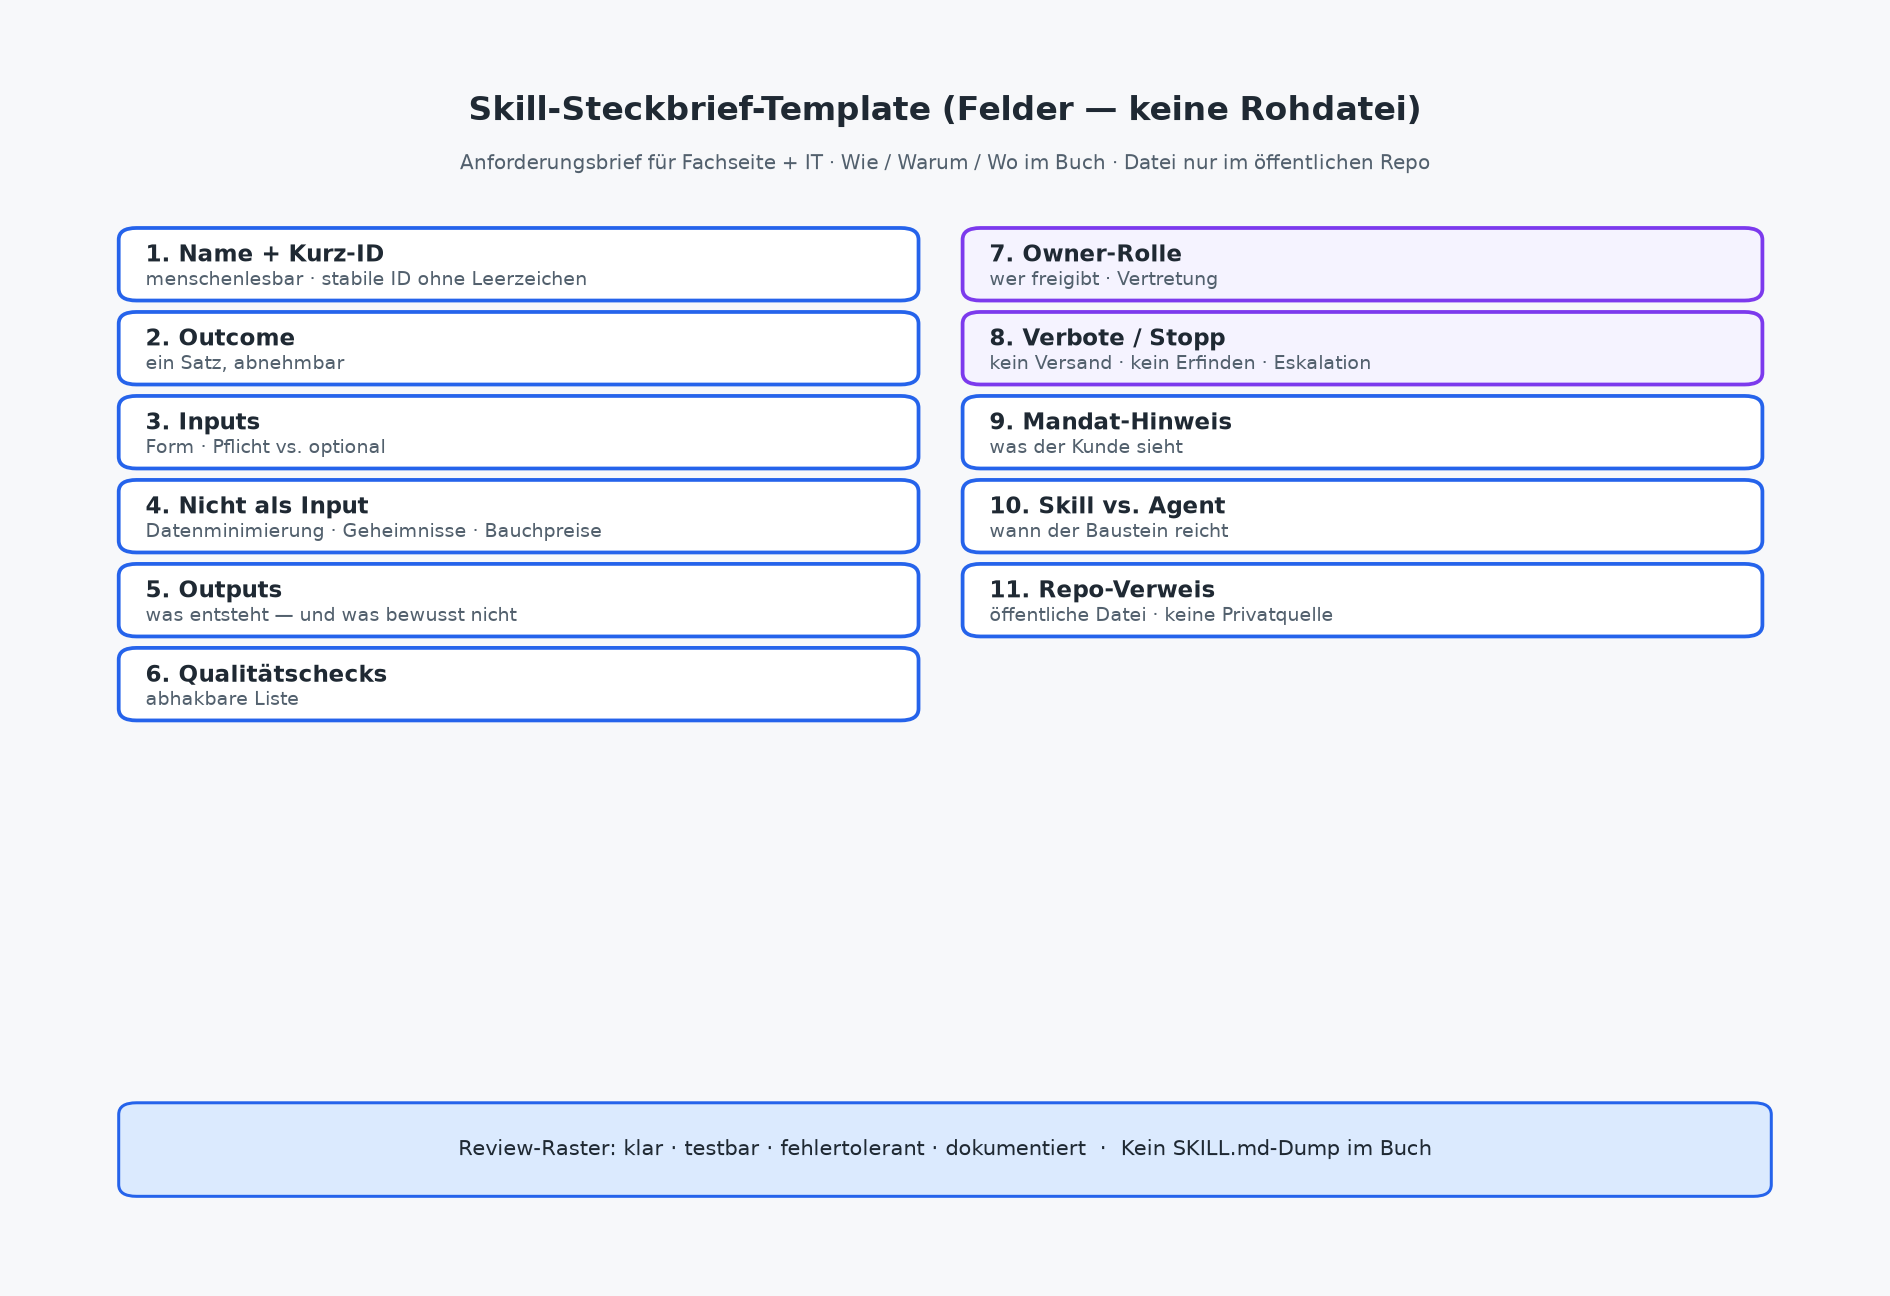 Skill-Steckbrief-Template (Felder — keine Rohdatei)
Anforderungsbrief für Fachseite + IT · Wie / Warum / Wo im Buch · Datei nur im öffentlichen Repo
1. Name + Kurz-ID
menschenlesbar · stabile ID ohne Leerzeichen
2. Outcome
ein Satz, abnehmbar
3. Inputs
Form · Pflicht vs. optional
4. Nicht als Input
Datenminimierung · Geheimnisse · Bauchpreise
5. Outputs
was entsteht — und was bewusst nicht
6. Qualitätschecks
abhakbare Liste
7. Owner-Rolle
wer freigibt · Vertretung
8. Verbote / Stopp
kein Versand · kein Erfinden · Eskalation
9. Mandat-Hinweis
was der Kunde sieht
10. Skill vs. Agent
wann der Baustein reicht
11. Repo-Verweis
öffentliche Datei · keine Privatquelle
Review-Raster: klar · testbar · fehlertolerant · dokumentiert · Kein SKILL.md-Dump im Buch